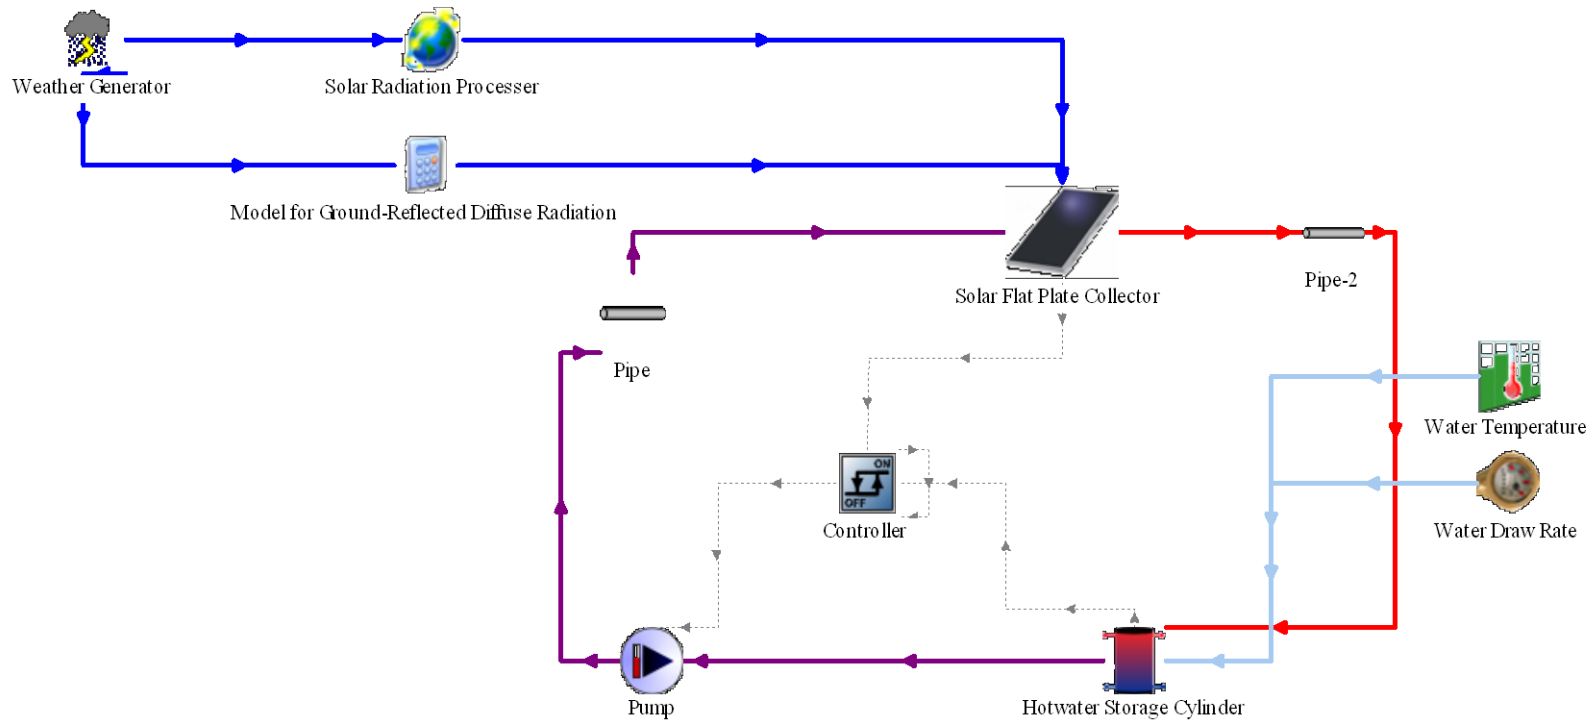 Weather Generator
Solar Radiation Processer
Model for Ground-Reflected Diffuse Radiation
Solar Flat Plate Collector
Pipe-2
Pipe
Water Temperature
ON
OFF
Controller
Water Draw Rate
Pump
Hotwater Storage Cylinder